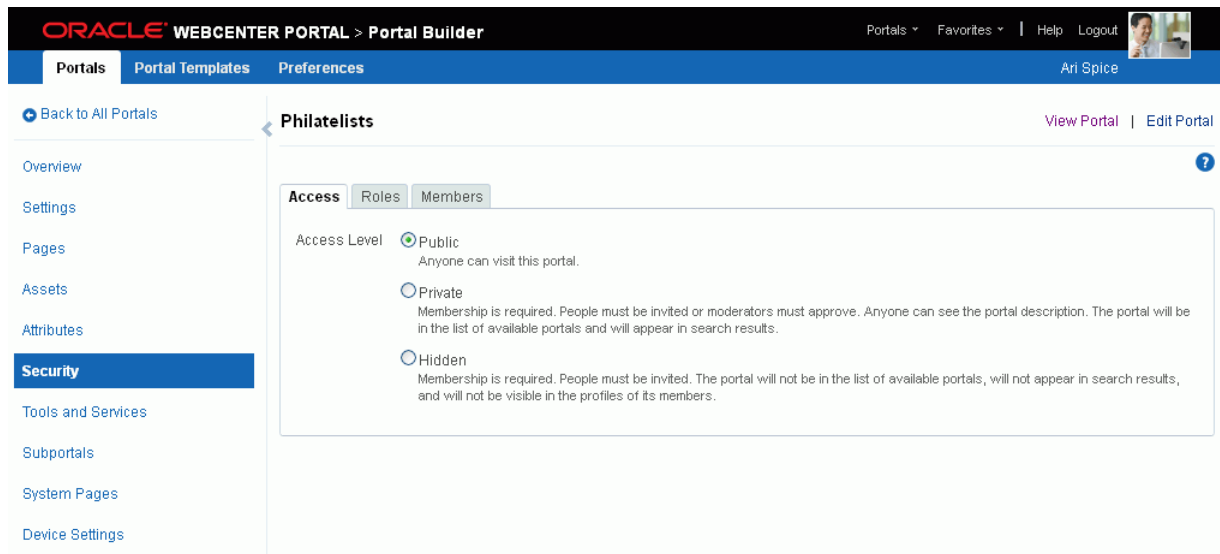 ORACLE WEBCENTER PORTAL > Portal Builder
Portals Favorites | Help Logout
Portals Portal Templates Preferences
Ari Spice
Back to All Portals
Philatelists
View Portal | Edit Portal
Overview
?
Settings
Access Roles Members
Pages
Access Level Public
Anyone can visit this portal.
Assets
Private
Membership is required. People must be invited or moderators must approve. Anyone can see the portal description. The portal will be
in the list of available portals and will appear in search results.
Attributes
Hidden
Security
Membership is required. People must be invited. The portal will not be in the list of available portals, will not appear in search results,
and will not be visible in the profiles of its members.
Tools and Services
Subportals
System Pages
Device Settings